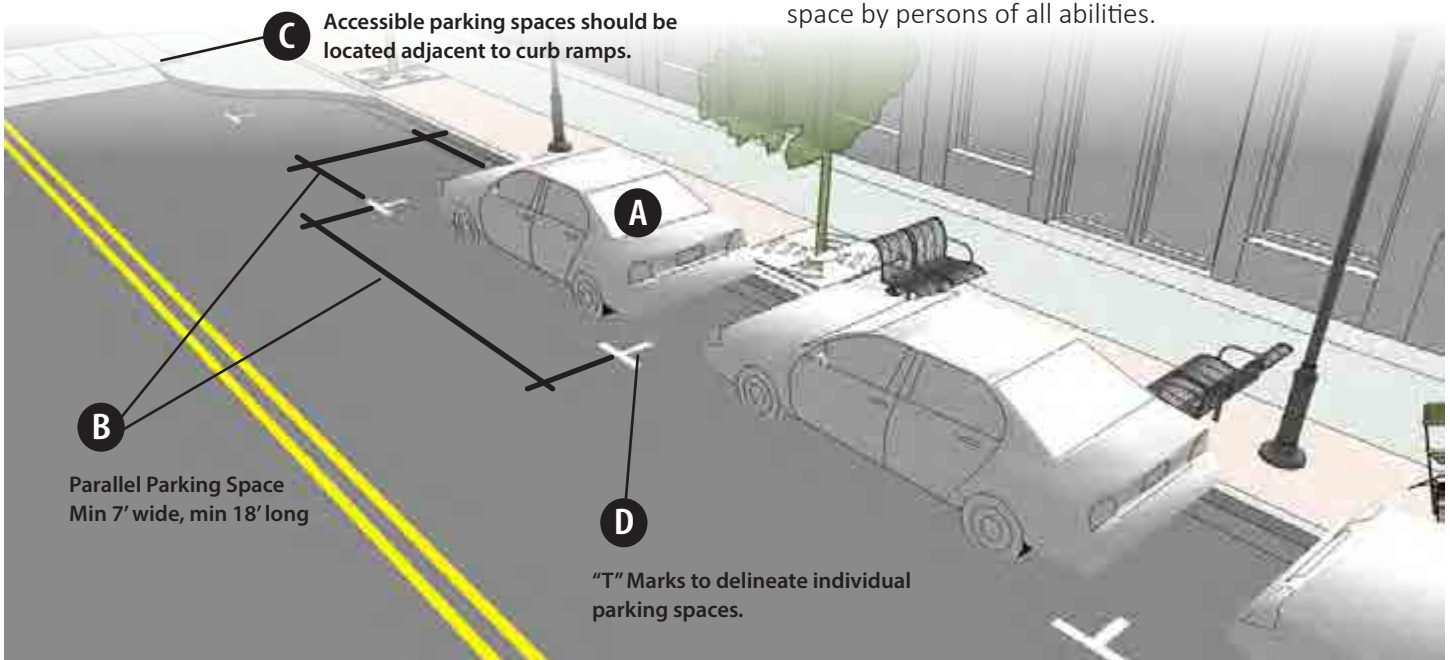 space by persons of all abilities.
C
Accessible parking spaces should be
located adjacent to curb ramps.
A
B
Parallel Parking Space
Min 7’ wide, min 18’ long
D
“T” Marks to delineate individual
parking spaces.